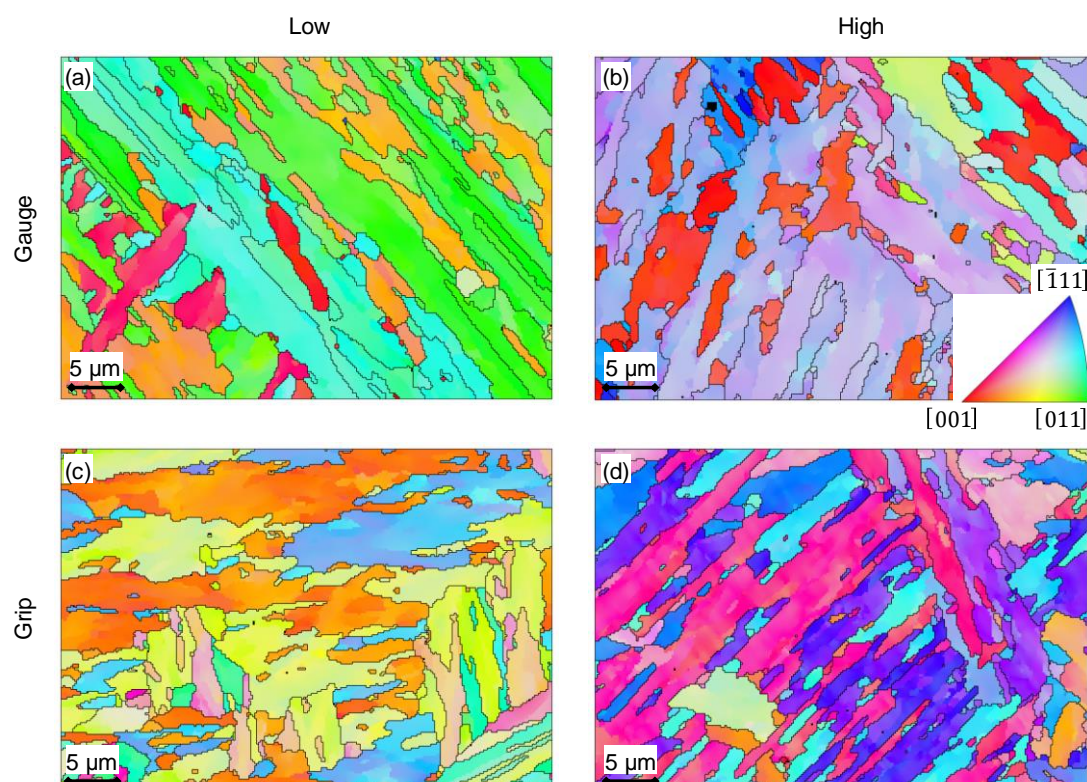 Low
High
Gauge
(a)
(b)
5 µm
5 µm
[1̄11]
[001]
[011]
Grip
(c)
(d)
5 µm
5 µm